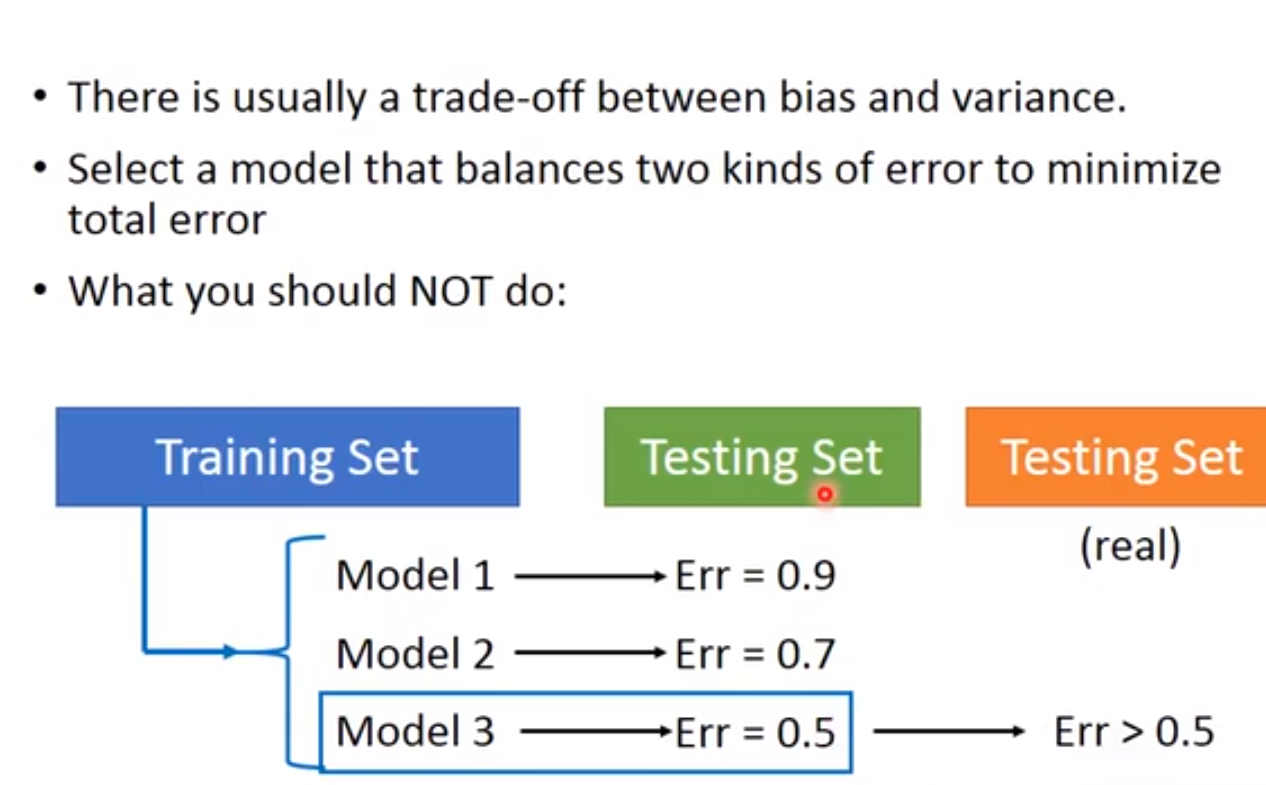 • There is usually a trade-off between bias and variance.
• Select a model that balances two kinds of error to minimize
total error
• What you should NOT do:
Training Set
Testing Set
Testing Set
(real)
Model 1
Err = 0.9
Model 2
Err = 0.7
Model 3
Err = 0.5
Err > 0.5